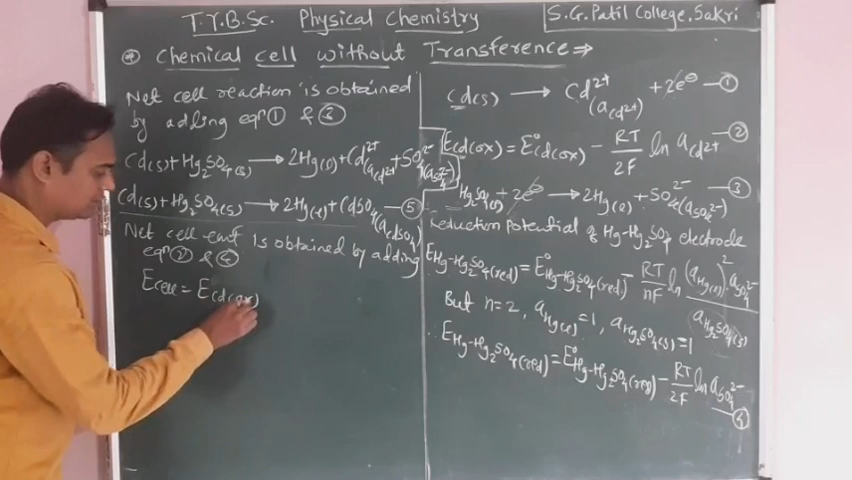 T.Y.B.Sc. Physical Chemistry
S.G. Patil College, Sakri
* Chemical cell without Transference ⇒
Net cell reaction is obtained
by adding eqn ① & ③
Cd(s) + Hg₂SO₄(s) → 2Hg(l) + Cd²⁺(aCd²⁺) + SO₄²⁻(aSO₄²⁻)
Cd(s) + Hg₂SO₄(s) → 2Hg(l) + CdSO₄(aCdSO₄) —⑤
Net cell emf is obtained by adding
eqn ② & ④
Ecell = ECd(ox)
Cd(s) → Cd²⁺(aCd²⁺) + 2e⊖ —①
ECd(ox) = E°Cd(ox) - RT/2F ln aCd²⁺ —②
Hg₂SO₄(s) + 2e⊖ → 2Hg(l) + SO₄²⁻(aSO₄²⁻) —③
Reduction potential of Hg-Hg₂SO₄ electrode
EHg-Hg₂SO₄(red) = E°Hg-Hg₂SO₄(red) - RT/nF ln (aHg(l))² aSO₄²⁻ / aHg₂SO₄(s)
But n=2, aHg(l) = 1, aHg₂SO₄(s) = 1
∴ EHg-Hg₂SO₄(red) = E°Hg-Hg₂SO₄(red) - RT/2F ln aSO₄²⁻ —④